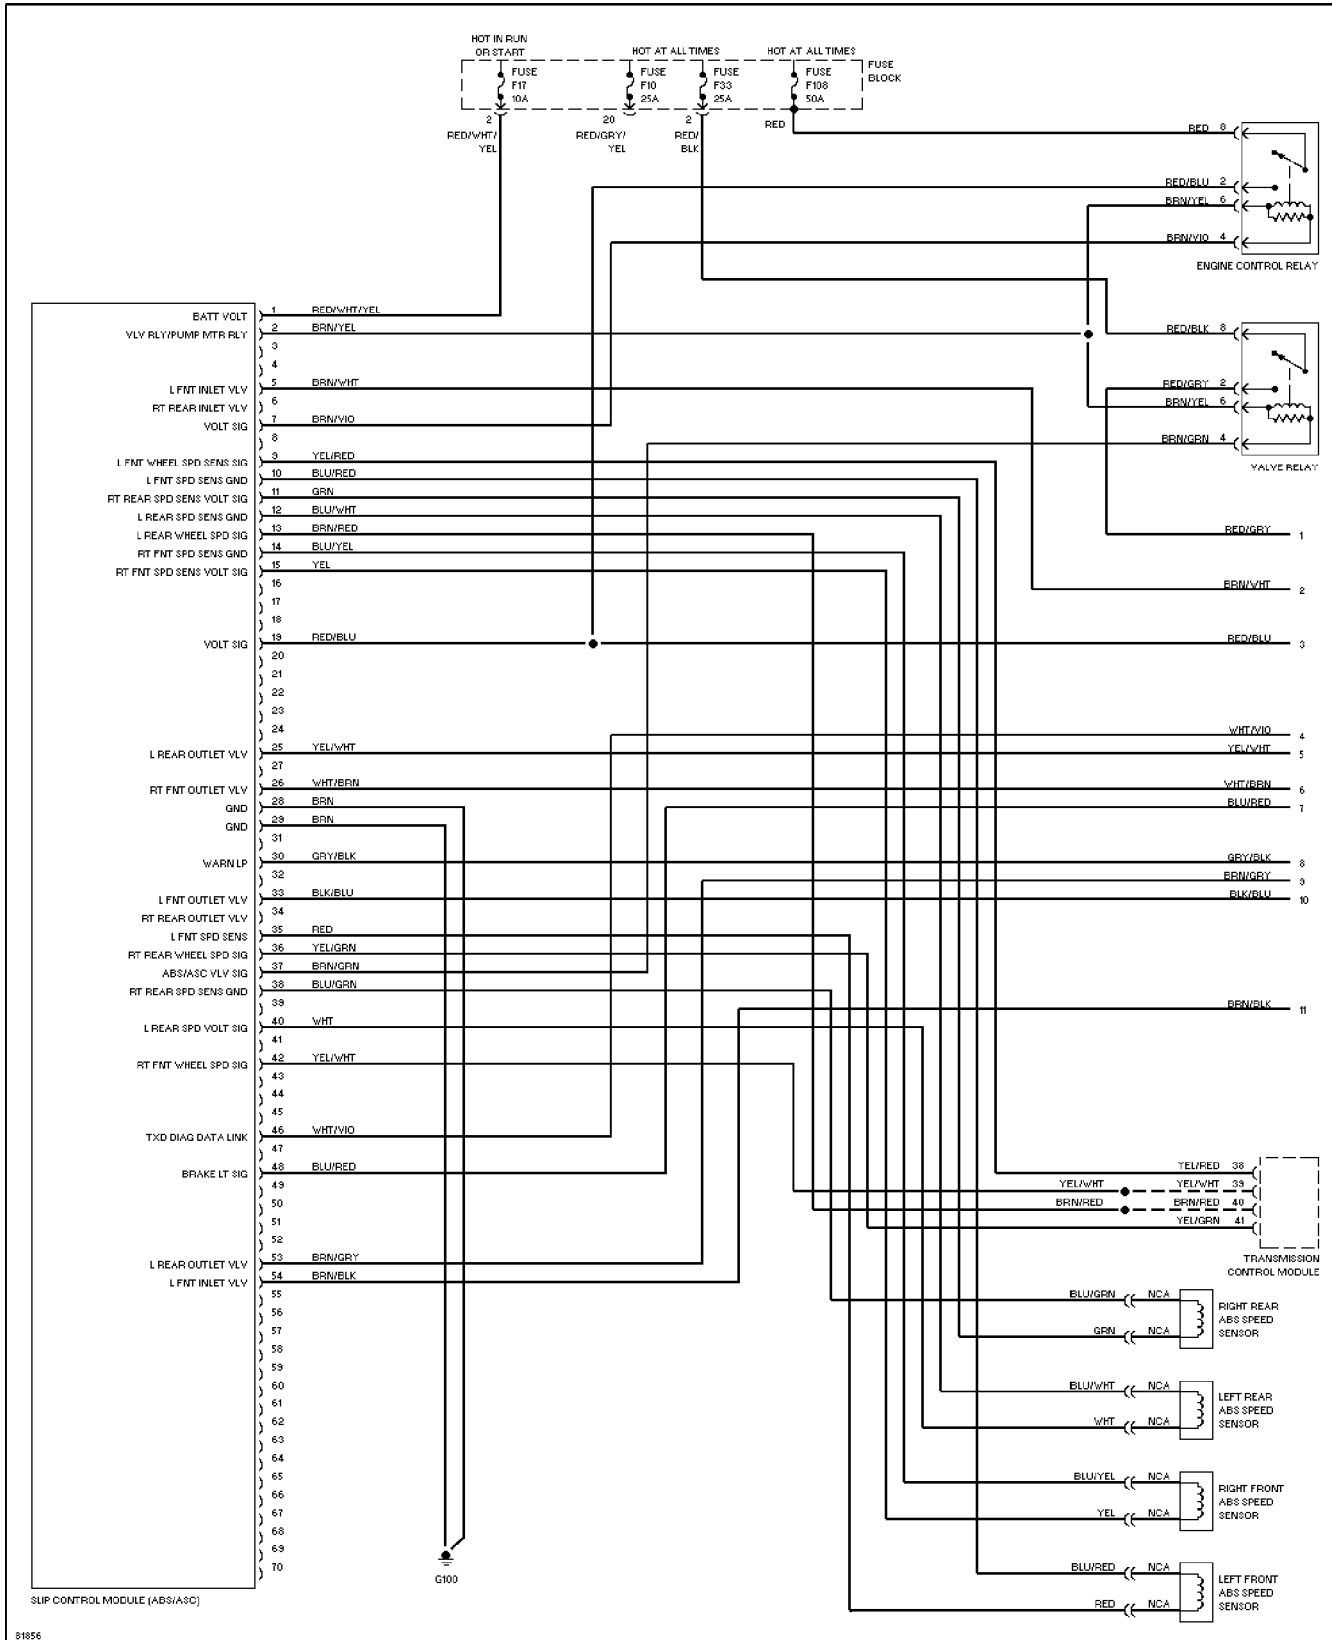 HOT IN RUN
OR START
HOT AT ALL TIMES
HOT AT ALL TIMES
FUSE
F17
10A
FUSE
F10
25A
FUSE
F33
25A
FUSE
F108
50A
FUSE
BLOCK
2
RED/WHT/
YEL
20
RED/GRY/
YEL
2
RED/
BLK
RED
RED 8
RED/BLU 2
BRN/YEL 6
BRN/VIO 4
ENGINE CONTROL RELAY
RED/BLK 8
RED/GRY 2
BRN/YEL 6
BRN/GRN 4
VALVE RELAY
BATT VOLT 1 RED/WHT/YEL
VLV RLY/PUMP MTR RLY 2 BRN/YEL
3
4
L FNT INLET VLV 5 BRN/WHT
RT REAR INLET VLV 6
VOLT SIG 7 BRN/VIO
8
L FNT WHEEL SPD SENS SIG 9 YEL/RED
L FNT SPD SENS GND 10 BLU/RED
RT REAR SPD SENS VOLT SIG 11 GRN
L REAR SPD SENS GND 12 BLU/WHT
L REAR WHEEL SPD SIG 13 BRN/RED
RT FNT SPD SENS GND 14 BLU/YEL
RT FNT SPD SENS VOLT SIG 15 YEL
16
17
18
VOLT SIG 19 RED/BLU
20
21
22
23
24
L REAR OUTLET VLV 25 YEL/WHT
27
RT FNT OUTLET VLV 26 WHT/BRN
GND 28 BRN
GND 29 BRN
31
WARN LP 30 GRY/BLK
32
L FNT OUTLET VLV 33 BLK/BLU
RT REAR OUTLET VLV 34
L FNT SPD SENS 35 RED
RT REAR WHEEL SPD SIG 36 YEL/GRN
ABS/ASC VLV SIG 37 BRN/GRN
RT REAR SPD SENS GND 38 BLU/GRN
39
L REAR SPD VOLT SIG 40 WHT
41
RT FNT WHEEL SPD SIG 42 YEL/WHT
43
44
45
TXD DIAG DATA LINK 46 WHT/VIO
47
BRAKE LT SIG 48 BLU/RED
49
50
51
52
L REAR OUTLET VLV 53 BRN/GRY
L FNT INLET VLV 54 BRN/BLK
55
56
57
58
59
60
61
62
63
64
65
66
67
68
69
70
SLIP CONTROL MODULE (ABS/ASC)
G100
RED/GRY 1
BRN/WHT 2
RED/BLU 3
WHT/VIO 4
YEL/WHT 5
WHT/BRN 6
BLU/RED 7
GRY/BLK 8
BRN/GRY 9
BLK/BLU 10
BRN/BLK 11
YEL/RED 38
YEL/WHT YEL/WHT 39
BRN/RED BRN/RED 40
YEL/GRN 41
TRANSMISSION
CONTROL MODULE
BLU/GRN NCA
GRN NCA
RIGHT REAR
ABS SPEED
SENSOR
BLU/WHT NCA
WHT NCA
LEFT REAR
ABS SPEED
SENSOR
BLU/YEL NCA
YEL NCA
RIGHT FRONT
ABS SPEED
SENSOR
BLU/RED NCA
RED NCA
LEFT FRONT
ABS SPEED
SENSOR
81856